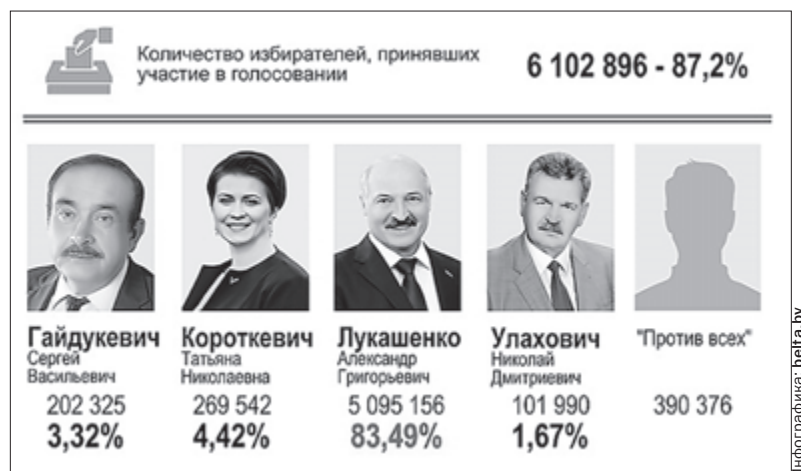 Количество избирателей, принявших
участие в голосовании
6 102 896 - 87,2%
Гайдукевич
Сергей
Васильевич
202 325
3,32%
Короткевич
Татьяна
Николаевна
269 542
4,42%
Лукашенко
Александр
Григорьевич
5 095 156
83,49%
Улахович
Николай
Дмитриевич
101 990
1,67%
"Против всех"
390 376
нфографика: belta.by